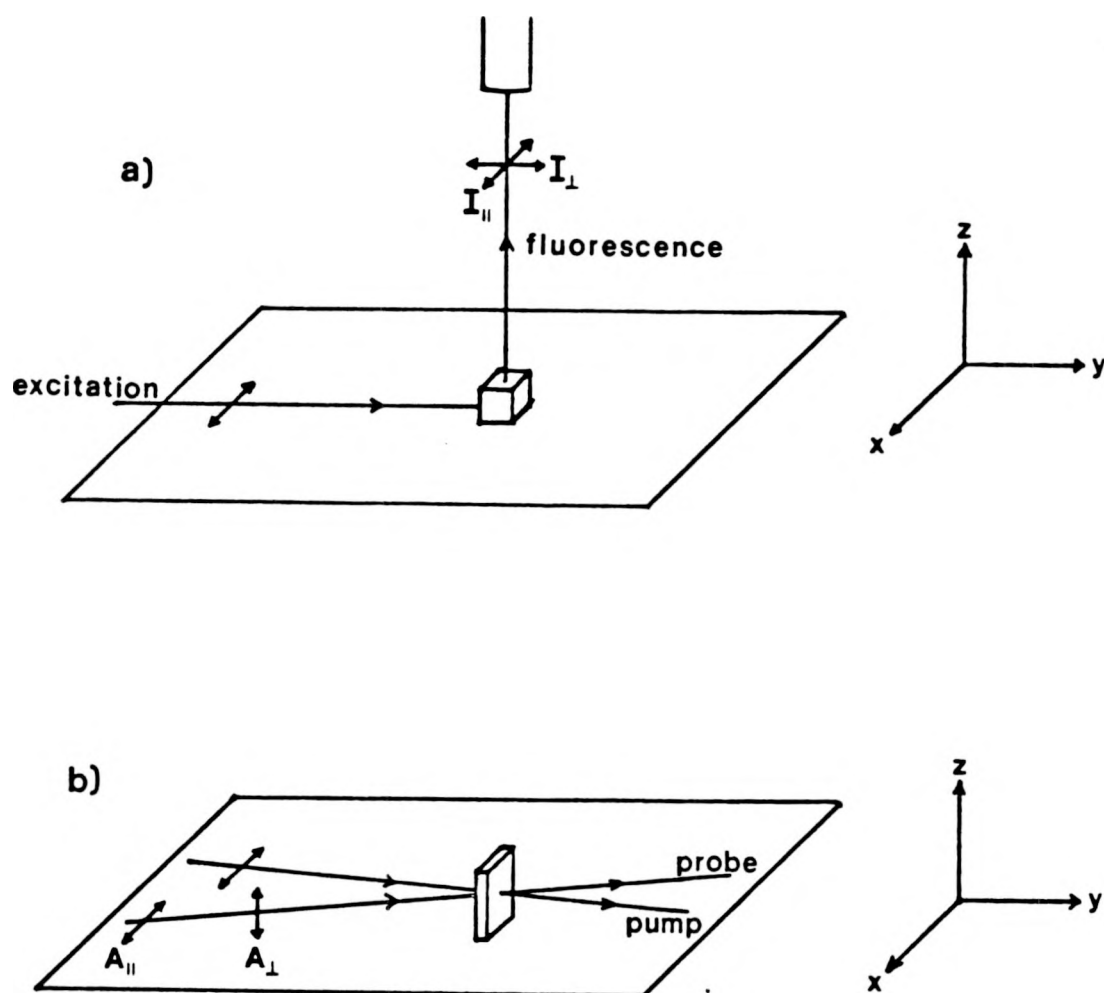 a)
I∥
I⊥
fluorescence
excitation
z
y
x
b)
probe
pump
A∥
A⊥
z
y
x